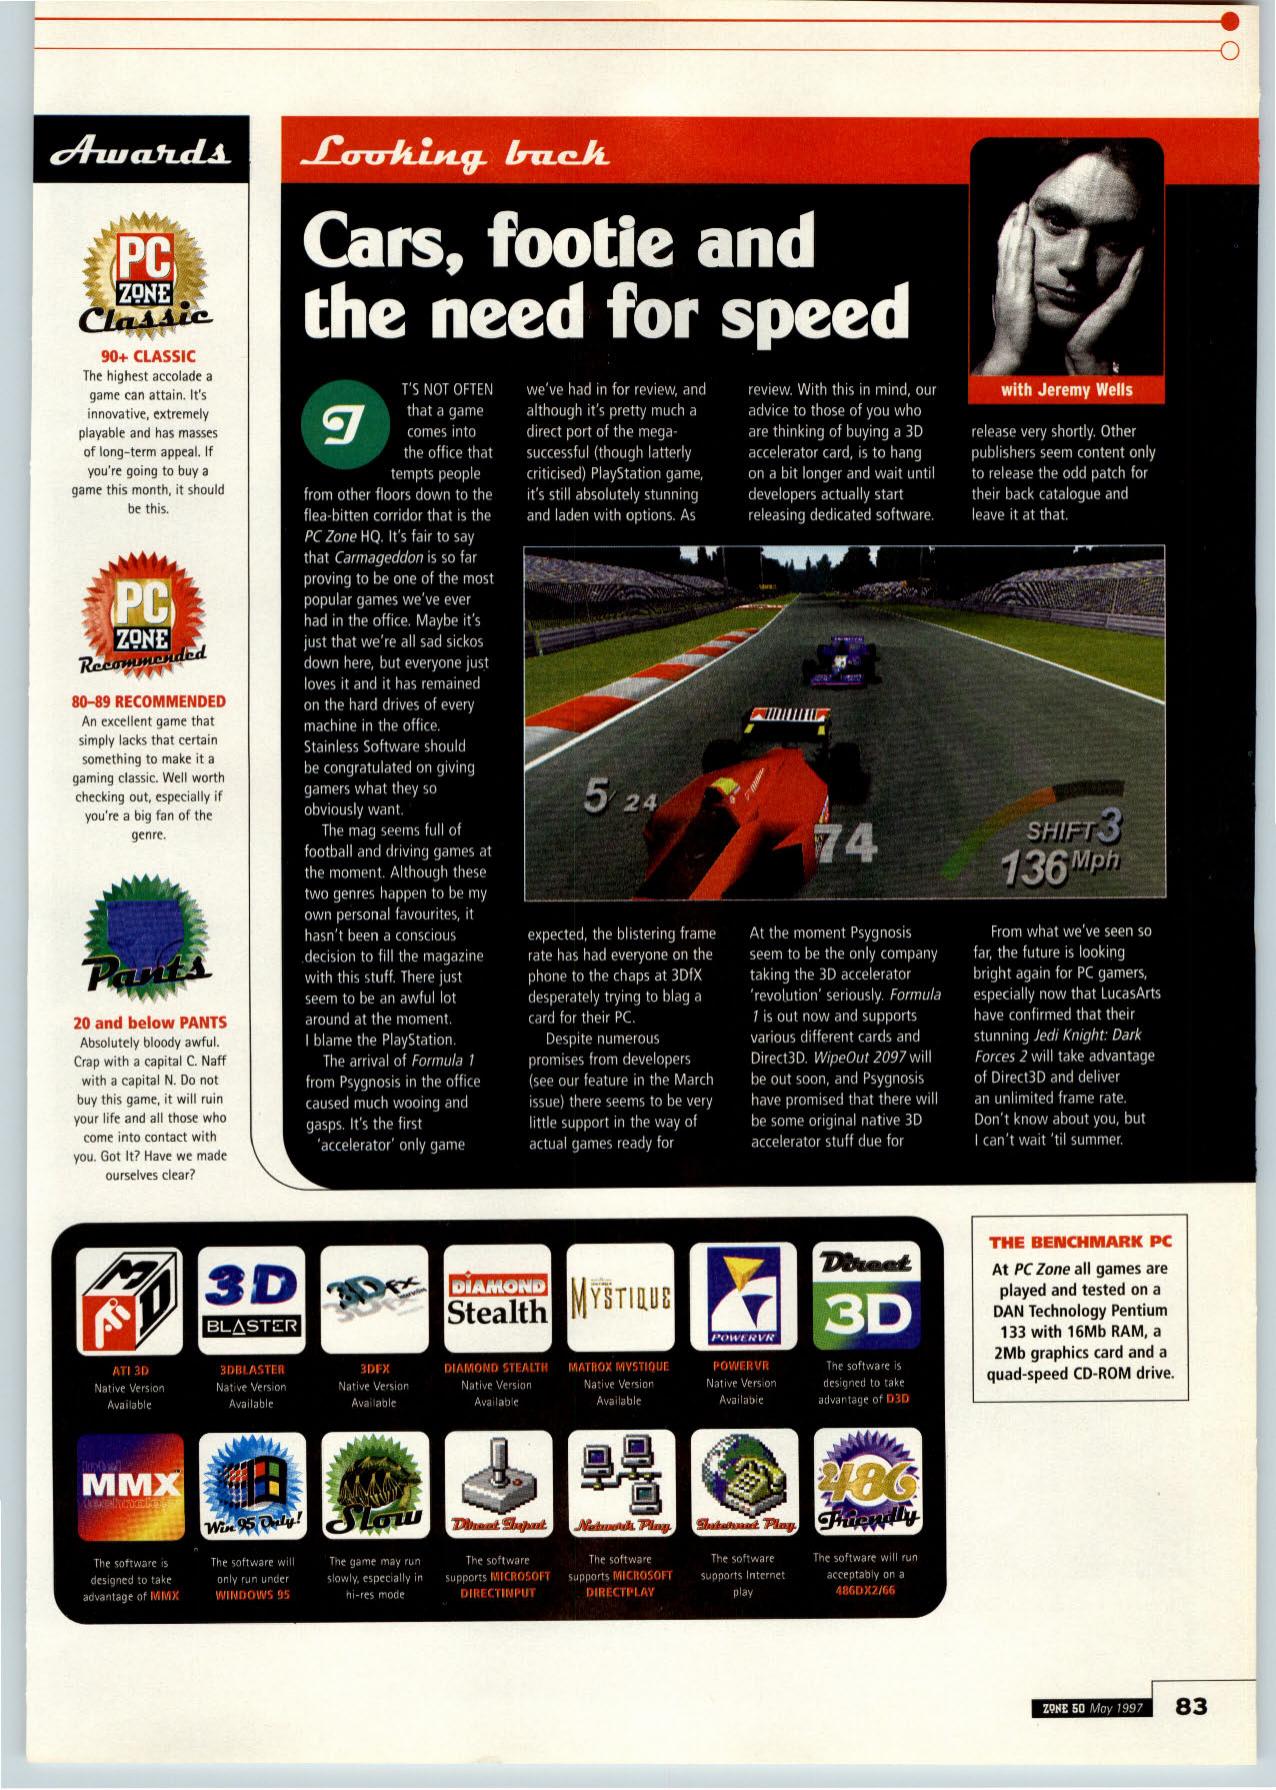 Awards
PC
ZONE
Classic
90+ CLASSIC
The highest accolade a
game can attain. It's
innovative, extremely
playable and has masses
of long-term appeal. If
you're going to buy a
game this month, it should
be this.
PC
ZONE
Recommended
80–89 RECOMMENDED
An excellent game that
simply lacks that certain
something to make it a
gaming classic. Well worth
checking out, especially if
you're a big fan of the
genre.
Pants
20 and below PANTS
Absolutely bloody awful.
Crap with a capital C. Naff
with a capital N. Do not
buy this game, it will ruin
your life and all those who
come into contact with
you. Got It? Have we made
ourselves clear?
Looking back
Cars, footie and
the need for speed
with Jeremy Wells
IT'S NOT OFTEN
that a game
comes into
the office that
tempts people
from other floors down to the
flea-bitten corridor that is the
PC Zone HQ. It's fair to say
that Carmageddon is so far
proving to be one of the most
popular games we've ever
had in the office. Maybe it's
just that we're all sad sickos
down here, but everyone just
loves it and it has remained
on the hard drives of every
machine in the office.
Stainless Software should
be congratulated on giving
gamers what they so
obviously want.
The mag seems full of
football and driving games at
the moment. Although these
two genres happen to be my
own personal favourites, it
hasn't been a conscious
decision to fill the magazine
with this stuff. There just
seem to be an awful lot
around at the moment.
I blame the PlayStation.
The arrival of Formula 1
from Psygnosis in the office
caused much wooing and
gasps. It's the first
'accelerator' only game
we've had in for review, and
although it's pretty much a
direct port of the mega-
successful (though latterly
criticised) PlayStation game,
it's still absolutely stunning
and laden with options. As
expected, the blistering frame
rate has had everyone on the
phone to the chaps at 3DfX
desperately trying to blag a
card for their PC.
Despite numerous
promises from developers
(see our feature in the March
issue) there seems to be very
little support in the way of
actual games ready for
review. With this in mind, our
advice to those of you who
are thinking of buying a 3D
accelerator card, is to hang
on a bit longer and wait until
developers actually start
releasing dedicated software.
At the moment Psygnosis
seem to be the only company
taking the 3D accelerator
'revolution' seriously. Formula
1 is out now and supports
various different cards and
Direct3D. WipeOut 2097 will
be out soon, and Psygnosis
have promised that there will
be some original native 3D
accelerator stuff due for
release very shortly. Other
publishers seem content only
to release the odd patch for
their back catalogue and
leave it at that.
From what we've seen so
far, the future is looking
bright again for PC gamers,
especially now that LucasArts
have confirmed that their
stunning Jedi Knight: Dark
Forces 2 will take advantage
of Direct3D and deliver
an unlimited frame rate.
Don't know about you, but
I can't wait 'til summer.
5/24
74
SHIFT3
136Mph
ATi 3D
3D
BLASTER
3Dfx
DIAMOND
Stealth
MYSTIQUE
POWERVR
Direct
3D
ATI 3D
Native Version
Available
3DBLASTER
Native Version
Available
3DFX
Native Version
Available
DIAMOND STEALTH
Native Version
Available
MATROX MYSTIQUE
Native Version
Available
POWERVR
Native Version
Available
The software is
designed to take
advantage of D3D
intel
MMX
technology
Win 95 Only!
Slow
Direct Input
Network Play
Internet Play
486
Friendly
The software is
designed to take
advantage of MMX
The software will
only run under
WINDOWS 95
The game may run
slowly, especially in
hi-res mode
The software
supports MICROSOFT
DIRECTINPUT
The software
supports MICROSOFT
DIRECTPLAY
The software
supports Internet
play
The software will run
acceptably on a
486DX2/66
THE BENCHMARK PC
At PC Zone all games are
played and tested on a
DAN Technology Pentium
133 with 16Mb RAM, a
2Mb graphics card and a
quad-speed CD-ROM drive.
ZONE 50 May 1997
83